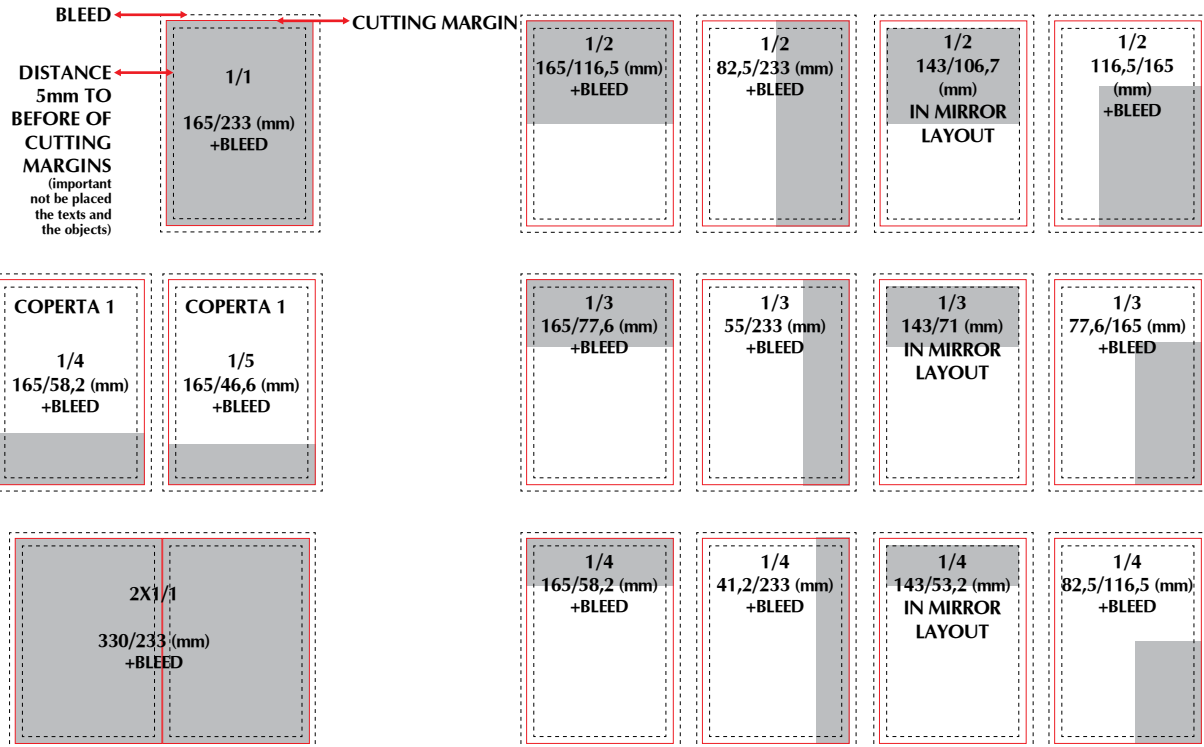 BLEED
CUTTING MARGIN
DISTANCE
5mm TO
BEFORE OF
CUTTING
MARGINS
(important
not be placed
the texts and
the objects)
1/1
165/233 (mm)
+BLEED
1/2
165/116,5 (mm)
+BLEED
1/2
82,5/233 (mm)
+BLEED
1/2
143/106,7
(mm)
IN MIRROR
LAYOUT
1/2
116,5/165
(mm)
+BLEED
COPERTA 1
1/4
165/58,2 (mm)
+BLEED
COPERTA 1
1/5
165/46,6 (mm)
+BLEED
1/3
165/77,6 (mm)
+BLEED
1/3
55/233 (mm)
+BLEED
1/3
143/71 (mm)
IN MIRROR
LAYOUT
1/3
77,6/165 (mm)
+BLEED
2X1/1
330/233 (mm)
+BLEED
1/4
165/58,2 (mm)
+BLEED
1/4
41,2/233 (mm)
+BLEED
1/4
143/53,2 (mm)
IN MIRROR
LAYOUT
1/4
82,5/116,5 (mm)
+BLEED